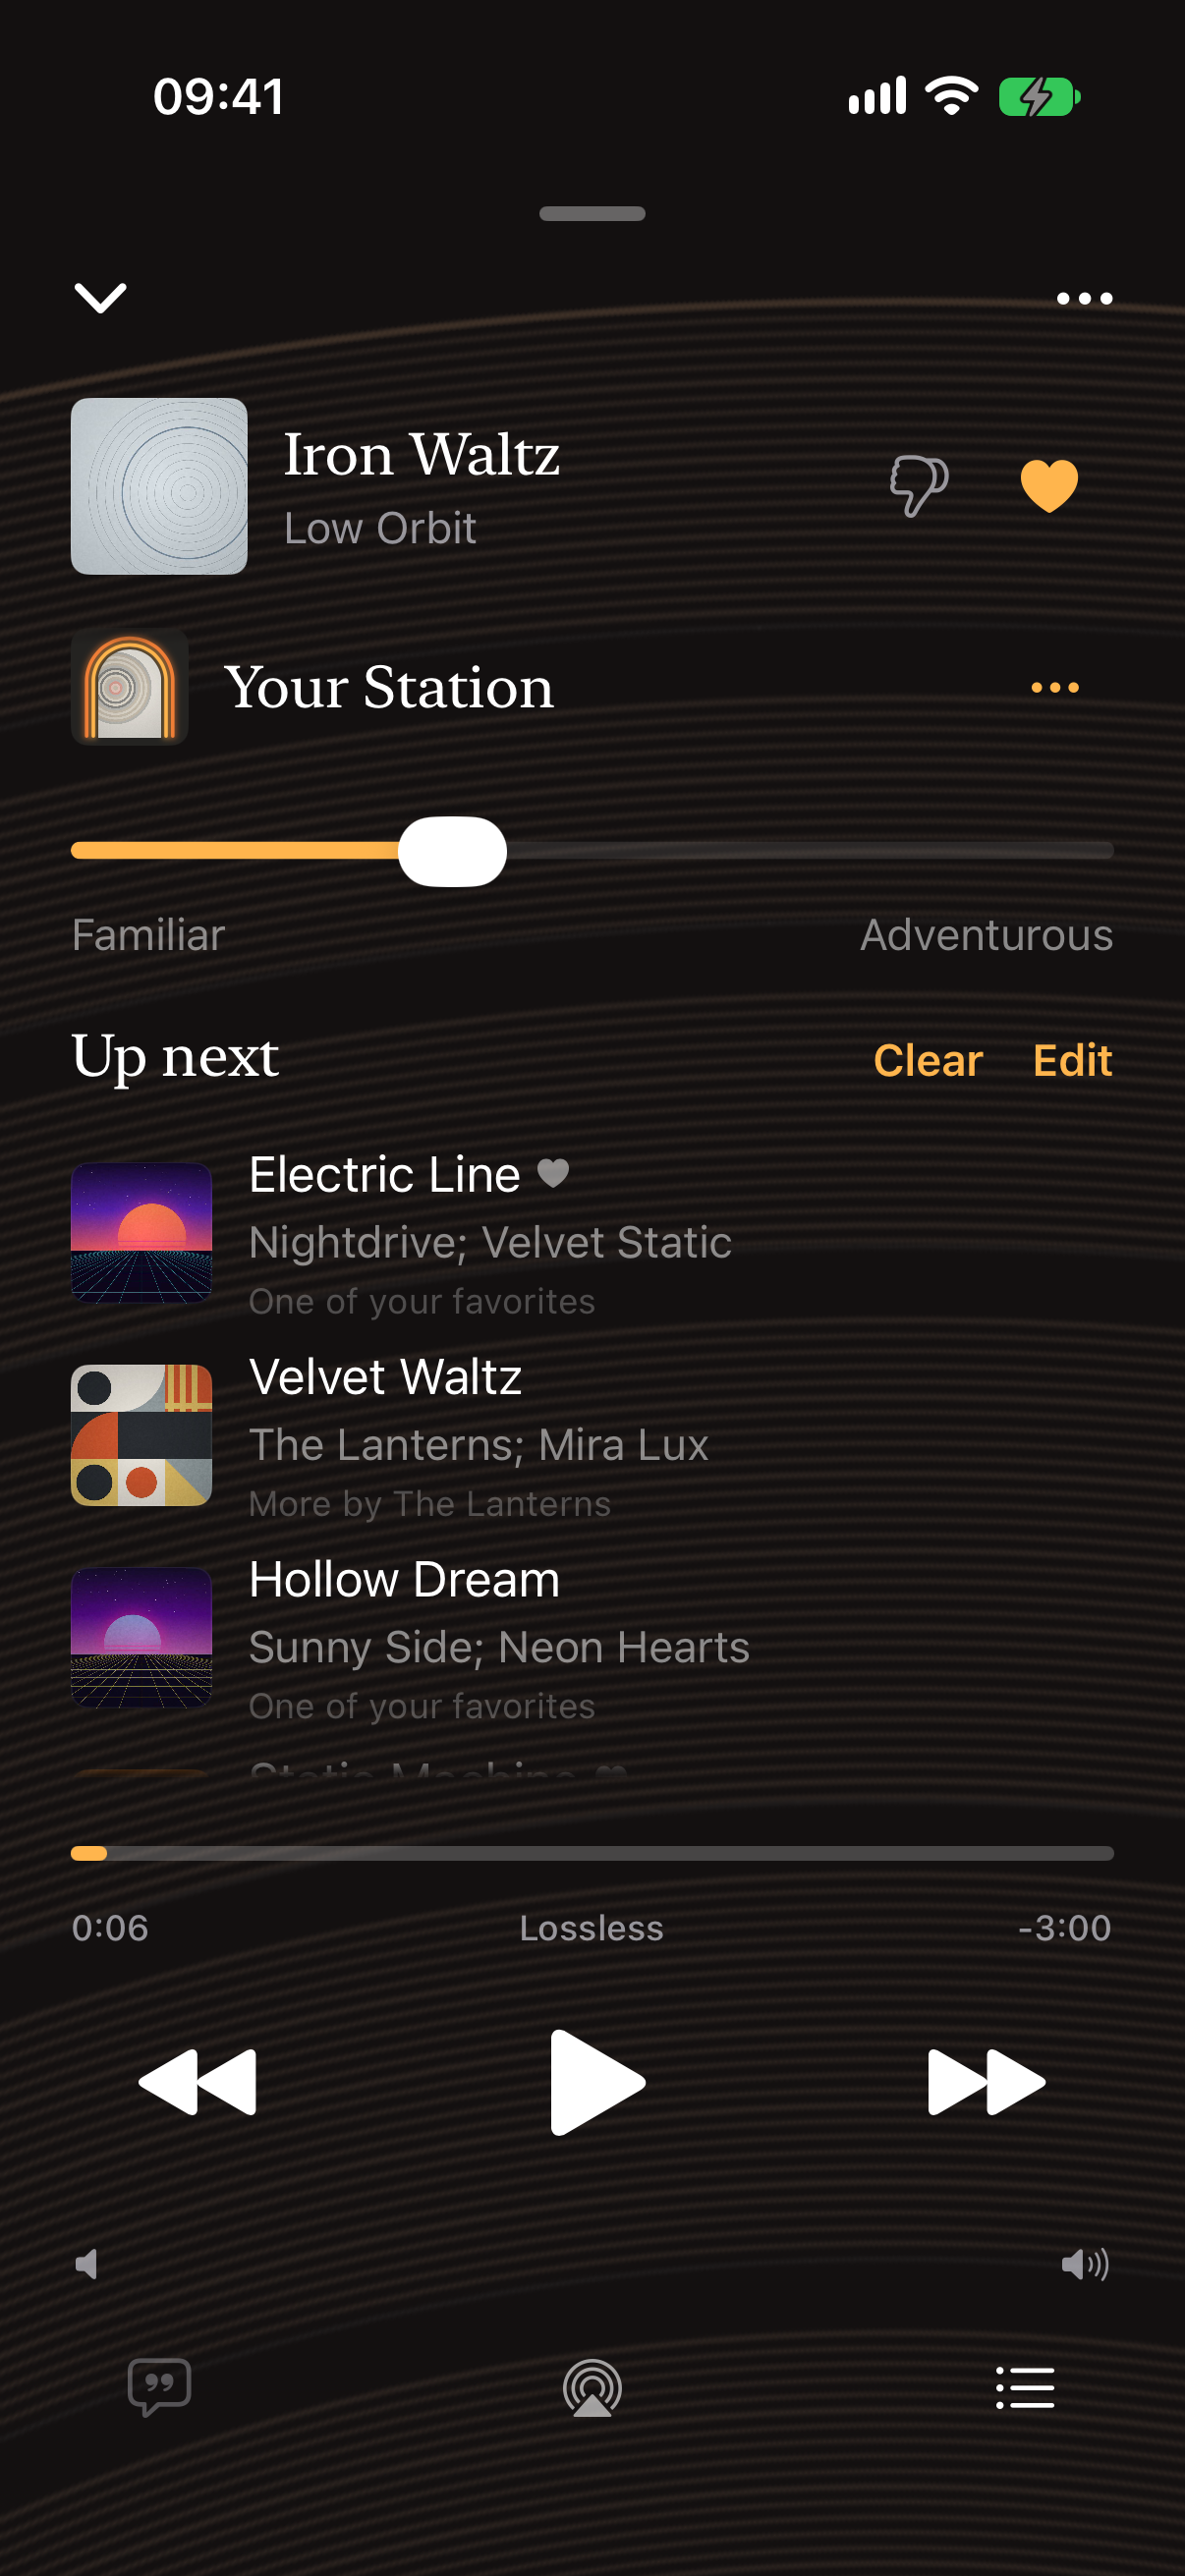 09:41
Iron Waltz
Low Orbit
Your Station
Familiar Adventurous
Up next Clear Edit
Electric Line
Nightdrive; Velvet Static
One of your favorites
Velvet Waltz
The Lanterns; Mira Lux
More by The Lanterns
Hollow Dream
Sunny Side; Neon Hearts
One of your favorites
0:06 Lossless -3:00